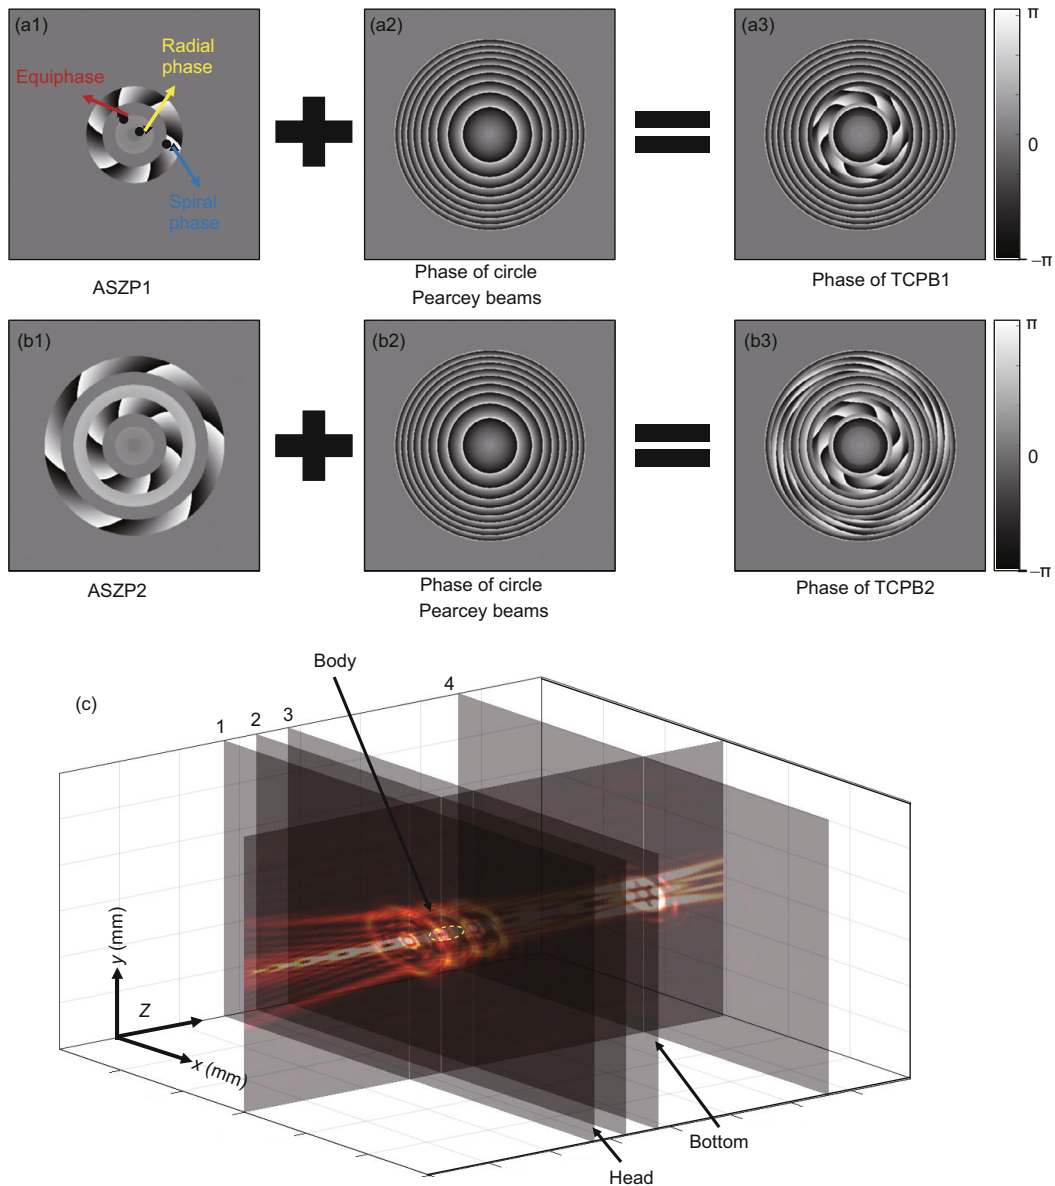 (a1)
Radial
phase
Equiphase
Spiral
phase
ASZP1
(a2)
Phase of circle
Pearcey beams
(a3)
Phase of TCPB1
π
0
−π
(b1)
ASZP2
(b2)
Phase of circle
Pearcey beams
(b3)
Phase of TCPB2
π
0
−π
(c)
Body
1
2
3
4
y (mm)
Z
x (mm)
Bottom
Head